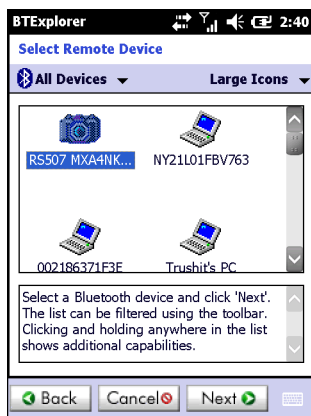 BTExplorer 2:40
Select Remote Device
All Devices Large Icons
RS507 MXA4NK... NY21L01FBV763
002186371F3E Trushit's PC
Select a Bluetooth device and click 'Next'.
The list can be filtered using the toolbar.
Clicking and holding anywhere in the list
shows additional capabilities.
Back Cancel Next